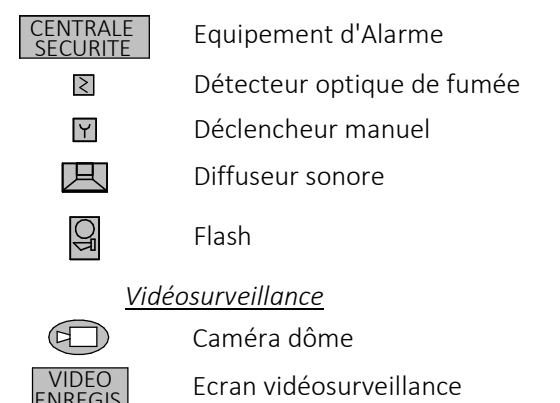 CENTRALE
SECURITE
Equipement d'Alarme
Détecteur optique de fumée
Déclencheur manuel
Diffuseur sonore
Flash
Vidéosurveillance
Caméra dôme
VIDEO
ENREGIS
Ecran vidéosurveillance